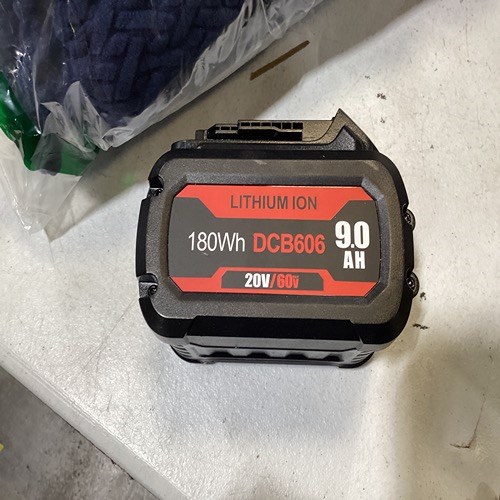 LITHIUM ION
180Wh DCB606 9.0 AH
20V/60V